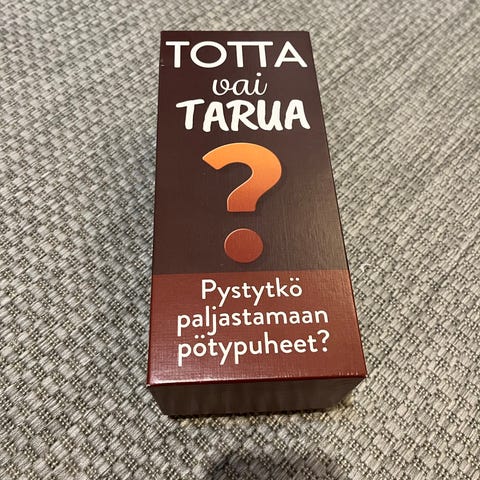 TOTTA
vai
TARUA
?
Pystytkö
paljastamaan
pötypuheet?